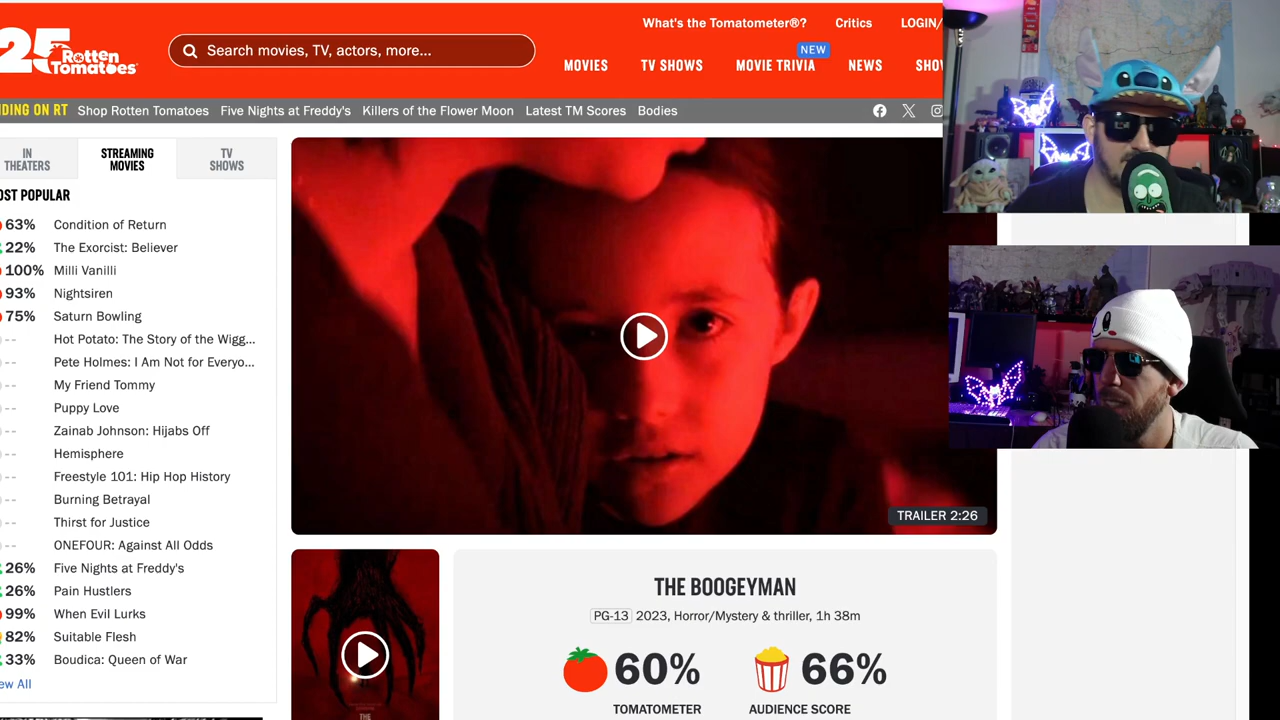 What's the Tomatometer®?
Critics
LOGIN/
25
Rotten
Tomatoes
Search movies, TV, actors, more...
MOVIES
TV SHOWS
MOVIE TRIVIA
NEW
NEWS
SHOW
NDING ON RT
Shop Rotten Tomatoes
Five Nights at Freddy's
Killers of the Flower Moon
Latest TM Scores
Bodies
IN
THEATERS
STREAMING
MOVIES
TV
SHOWS
OST POPULAR
63% Condition of Return
22% The Exorcist: Believer
100% Milli Vanilli
93% Nightsiren
75% Saturn Bowling
-- Hot Potato: The Story of the Wigg...
-- Pete Holmes: I Am Not for Everyo...
-- My Friend Tommy
-- Puppy Love
-- Zainab Johnson: Hijabs Off
-- Hemisphere
-- Freestyle 101: Hip Hop History
-- Burning Betrayal
-- Thirst for Justice
-- ONEFOUR: Against All Odds
26% Five Nights at Freddy's
26% Pain Hustlers
99% When Evil Lurks
82% Suitable Flesh
33% Boudica: Queen of War
ew All
TRAILER 2:26
THE
THE BOOGEYMAN
PG-13 2023, Horror/Mystery & thriller, 1h 38m
60%
66%
TOMATOMETER
AUDIENCE SCORE